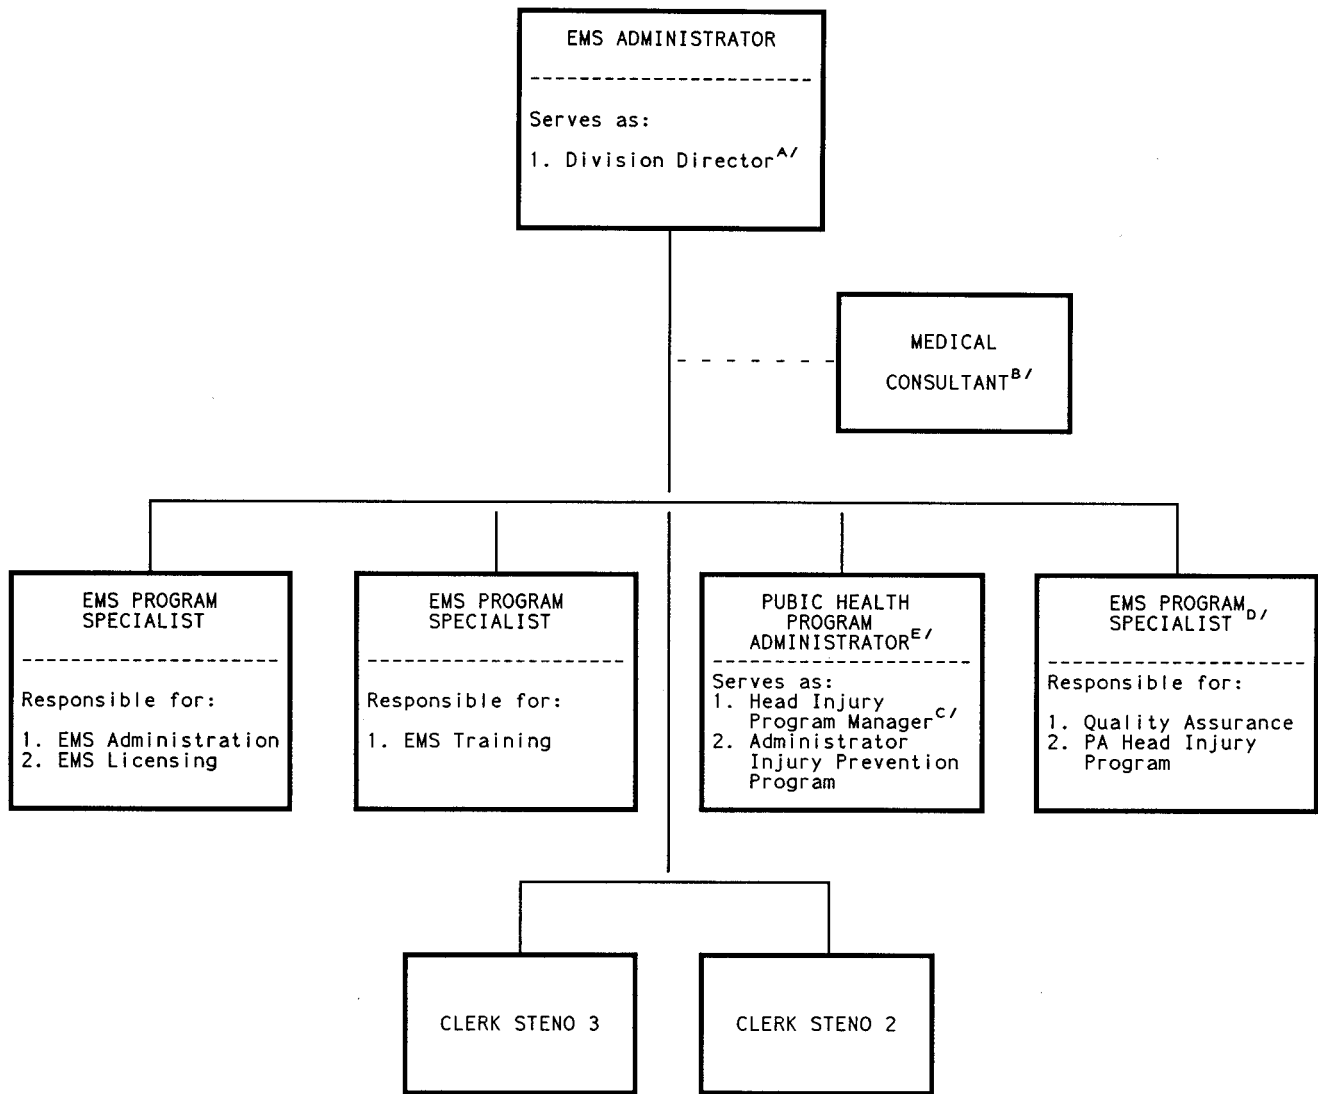 EMS ADMINISTRATOR
Serves as:
1. Division Director A/
MEDICAL
CONSULTANT B/
EMS PROGRAM
SPECIALIST
Responsible for:
1. EMS Administration
2. EMS Licensing
EMS PROGRAM
SPECIALIST
Responsible for:
1. EMS Training
PUBIC HEALTH
PROGRAM
ADMINISTRATOR E/
Serves as:
1. Head Injury
Program Manager C/
2. Administrator
Injury Prevention
Program
EMS PROGRAM
SPECIALIST D/
Responsible for:
1. Quality Assurance
2. PA Head Injury
Program
CLERK STENO 3
CLERK STENO 2